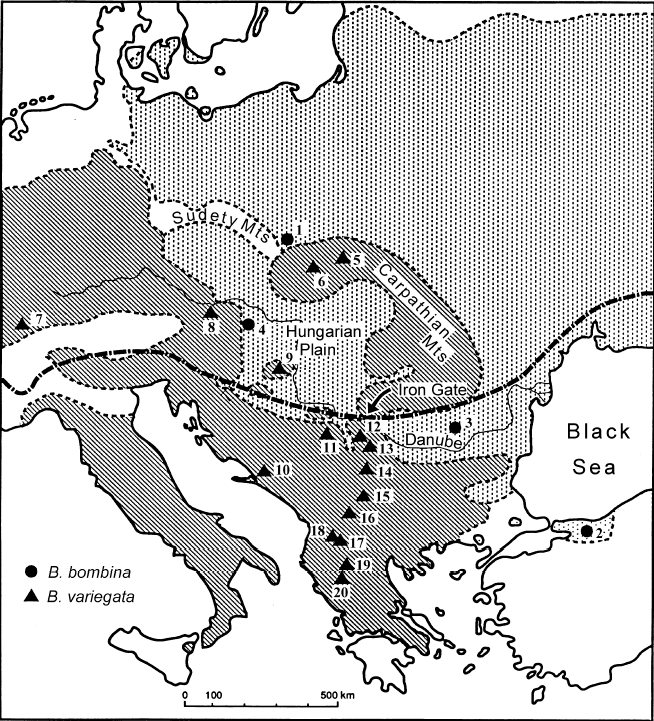 Sudety Mts
1
5
6
Carpathian
Mts
7
8
4
Hungarian
1
Plain
9
Iron Gate
3
12
11
13
Danube
Black
Sea
10
14
15
16
2
18
17
19
20
B. bombina
B. variegata
0 100 500 km